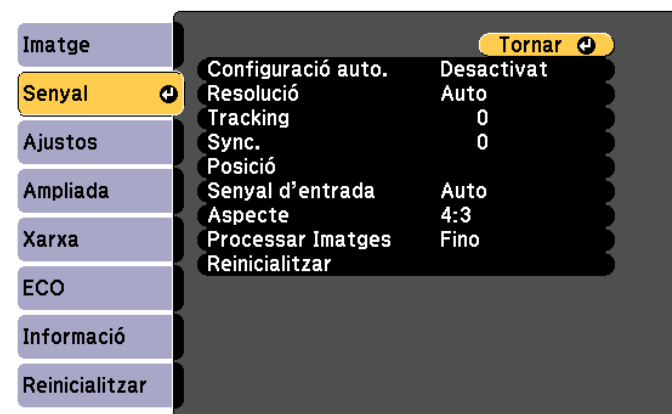 Imatge
Senyal
Ajustos
Ampliada
Xarxa
ECO
Informació
Reinicialitzar
Tornar
Configuració auto. Desactivat
Resolució Auto
Tracking 0
Sync. 0
Posició
Senyal d'entrada Auto
Aspecte 4:3
Processar Imatges Fino
Reinicialitzar